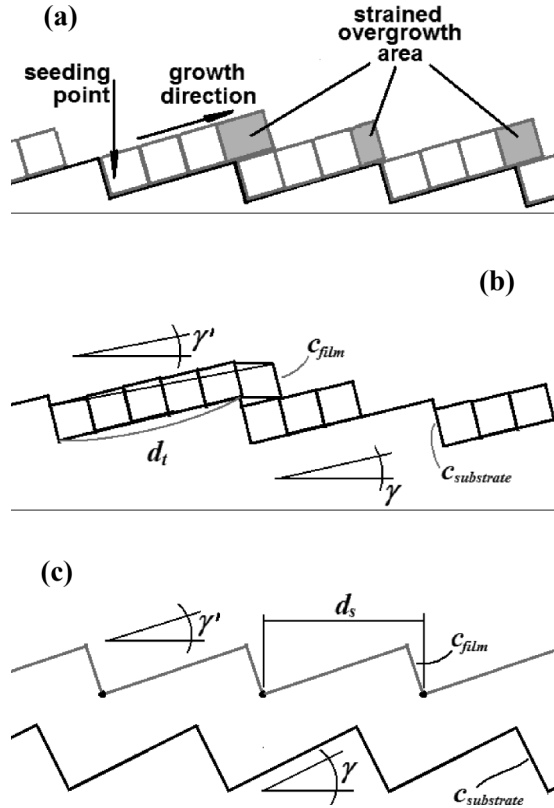 (a)
strained
overgrowth
area
seeding
point
growth
direction
(b)
γ'
c_film
d_t
c_substrate
γ
(c)
γ'
d_s
c_film
γ
c_substrate